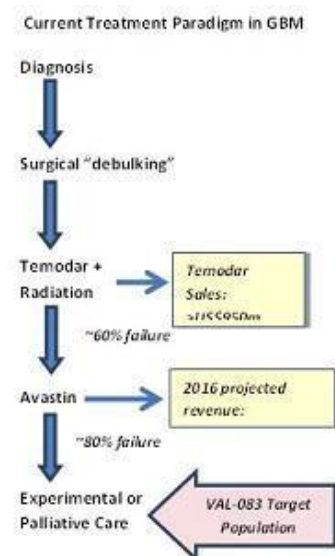 Current Treatment Paradigm in GBM
Diagnosis
Surgical "debulking"
Temodar +
Radiation
Temodar
Sales:
~60% failure
Avastin
2016 projected
revenue:
~80% failure
Experimental or
Palliative Care
VAL-083 Target
Population